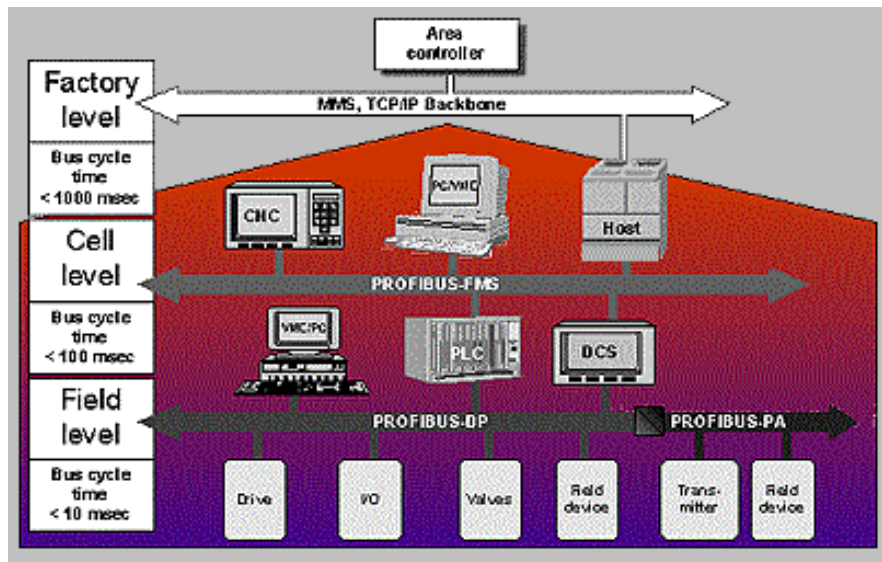 Area
controller
Factory
level
MMS, TCP/IP Backbone
Bus cycle
time
< 1000 msec
CNC
PC/VME
Host
Cell
level
PROFIBUS-FMS
Bus cycle
time
< 100 msec
VME/PC
PLC
DCS
Field
level
PROFIBUS-DP
PROFIBUS-PA
Bus cycle
time
< 10 msec
Drive
I/O
Valves
Field
device
Trans-
mitter
Field
device